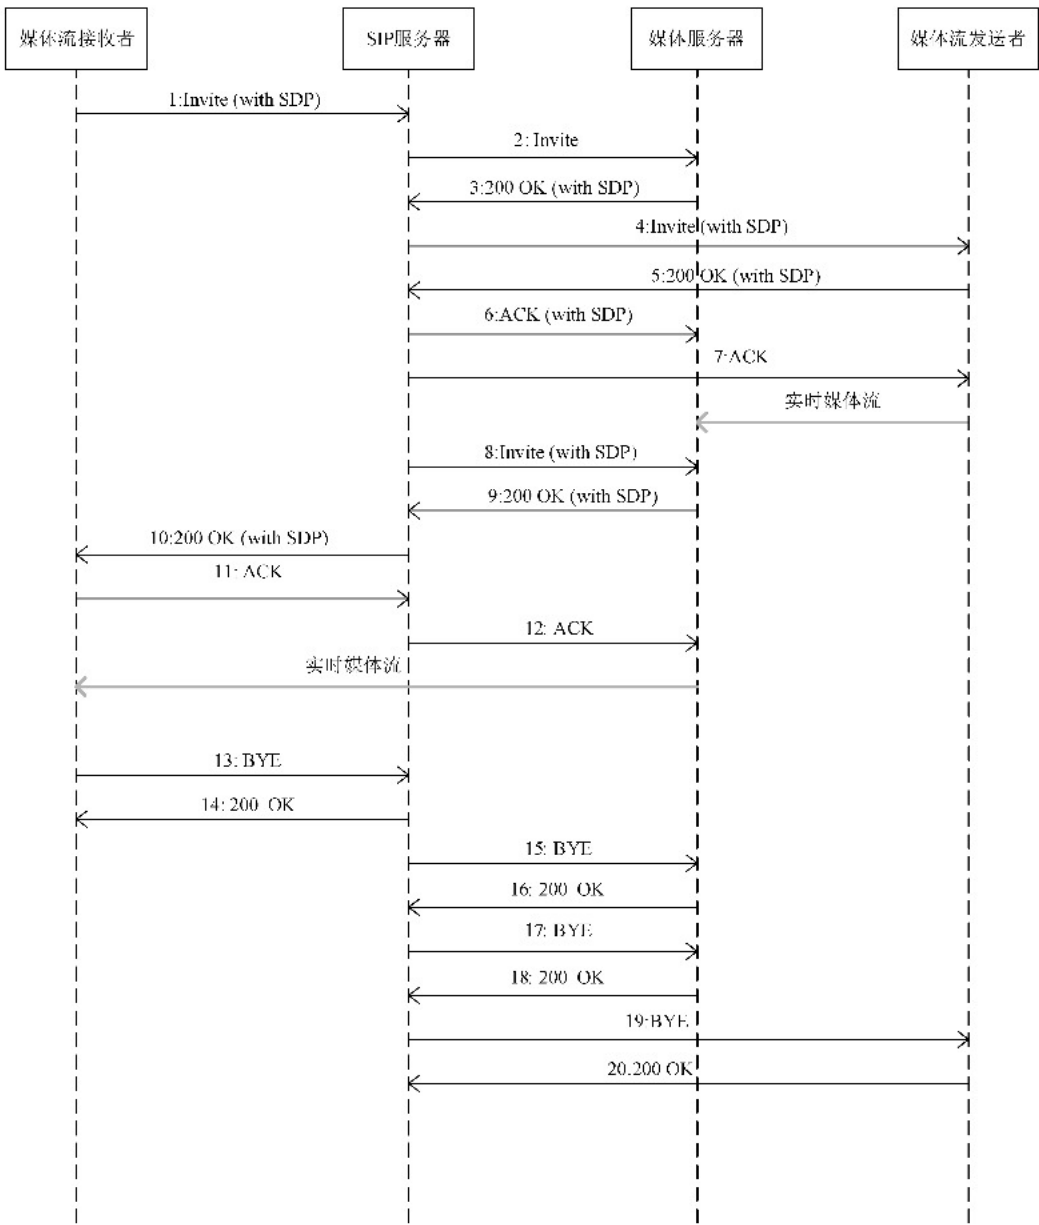 媒体流接收者
SIP服务器
媒体服务器
媒体流发送者
1:Invite (with SDP)
2: Invite
3:200 OK (with SDP)
4:Invite (with SDP)
5:200 OK (with SDP)
6:ACK (with SDP)
7:ACK
实时媒体流
8:Invite (with SDP)
9:200 OK (with SDP)
10:200 OK (with SDP)
11: ACK
12: ACK
实时媒体流
13: BYE
14: 200 OK
15: BYE
16: 200 OK
17: BYE
18: 200 OK
19:BYE
20.200 OK